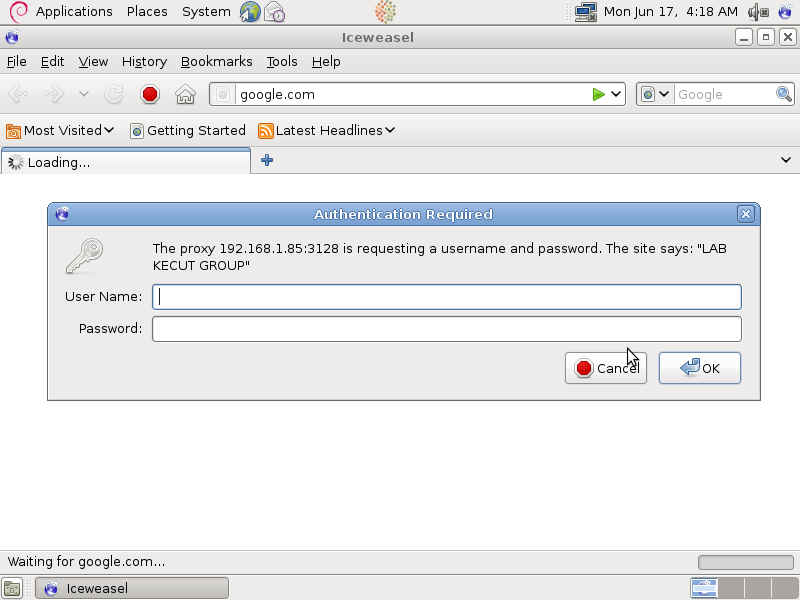 Applications Places System Mon Jun 17, 4:18 AM
Iceweasel
File Edit View History Bookmarks Tools Help
google.com Google
Most Visited Getting Started Latest Headlines
Loading...
Authentication Required
The proxy 192.168.1.85:3128 is requesting a username and password. The site says: "LAB
KECUT GROUP"
User Name:
Password:
Cancel OK
Waiting for google.com...
Iceweasel